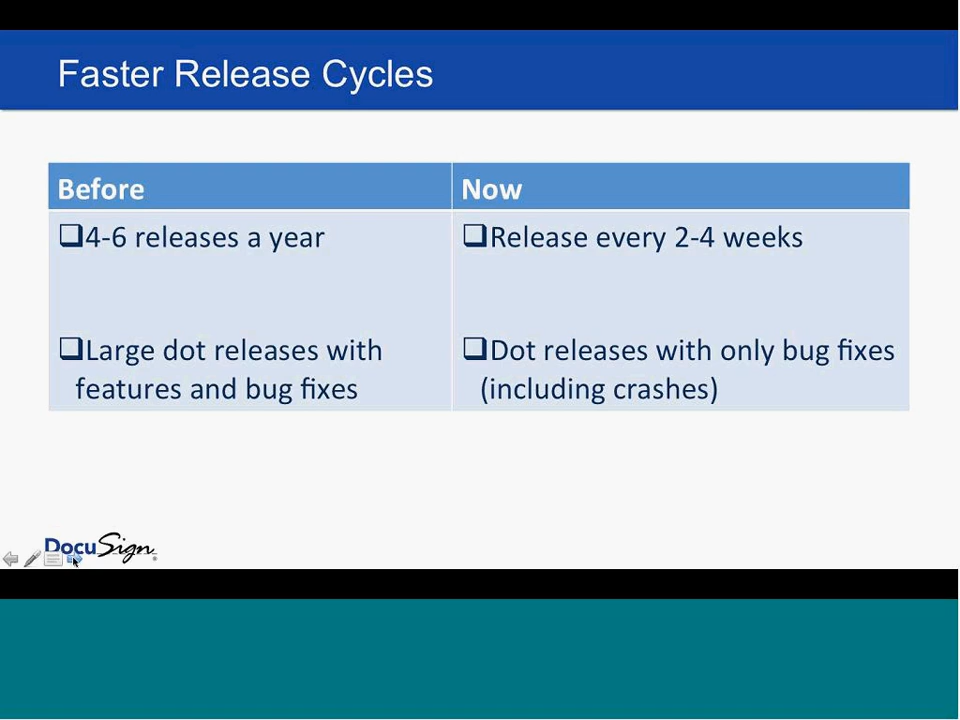 Faster Release Cycles
Before
Now
❑4-6 releases a year
❑Release every 2-4 weeks
❑Large dot releases with
features and bug fixes
❑Dot releases with only bug fixes
(including crashes)
DocuSign®